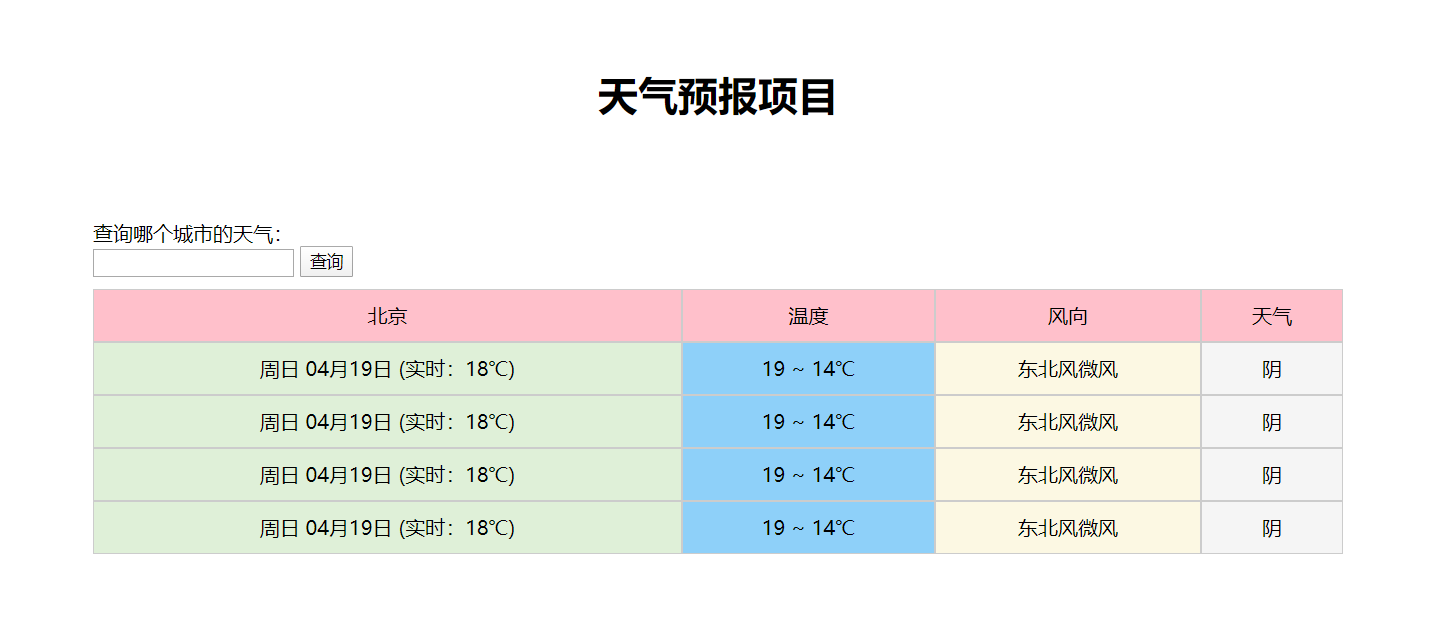 天气预报项目
查询哪个城市的天气：
查询
北京 温度 风向 天气
周日 04月19日 (实时：18℃) 19 ~ 14℃ 东北风微风 阴
周日 04月19日 (实时：18℃) 19 ~ 14℃ 东北风微风 阴
周日 04月19日 (实时：18℃) 19 ~ 14℃ 东北风微风 阴
周日 04月19日 (实时：18℃) 19 ~ 14℃ 东北风微风 阴